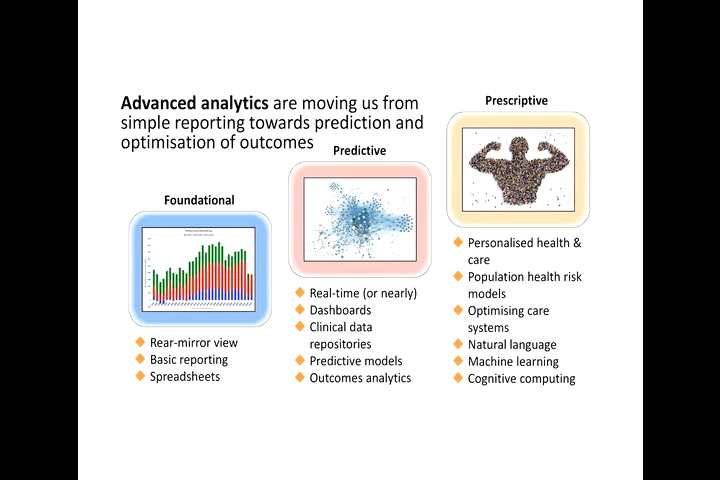 Advanced analytics are moving us from
simple reporting towards prediction and
optimisation of outcomes
Foundational
Rear-mirror view
Basic reporting
Spreadsheets
Predictive
Real-time (or nearly)
Dashboards
Clinical data
repositories
Predictive models
Outcomes analytics
Prescriptive
Personalised health &
care
Population health risk
models
Optimising care
systems
Natural language
Machine learning
Cognitive computing